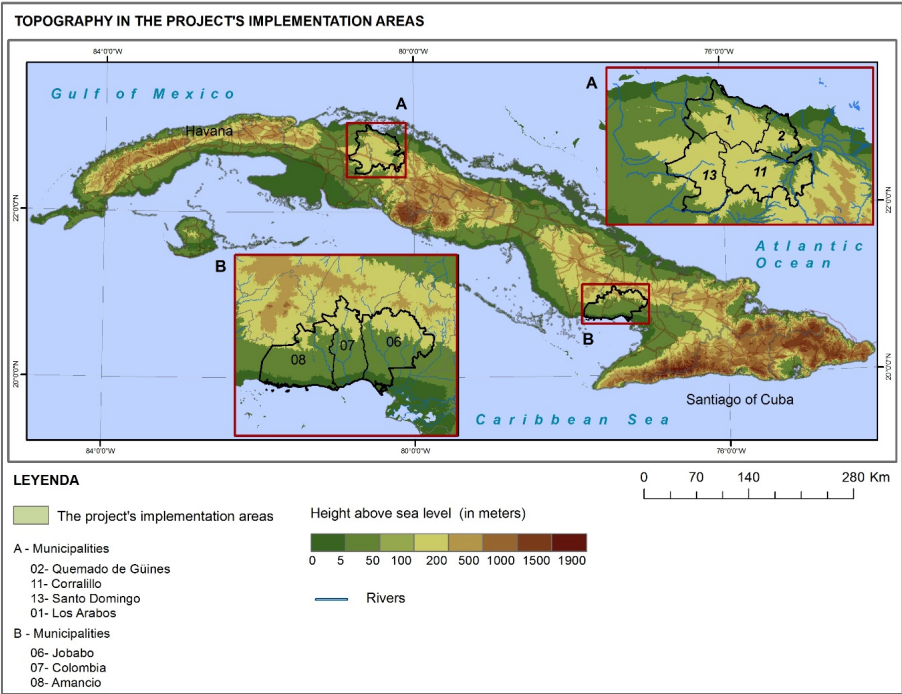 TOPOGRAPHY IN THE PROJECT'S IMPLEMENTATION AREAS
84°0'0"W 80°0'0"W 76°0'0"W
Gulf of Mexico
A
A
Havana
1
2
13
11
22°0'0"N
22°0'0"N
Atlantic
Ocean
B
08
07
06
B
20°0'0"N
20°0'0"N
Santiago of Cuba
Caribbean Sea
84°0'0"W 80°0'0"W 76°0'0"W
LEYENDA
0 70 140 280 Km
The project's implementation areas
Height above sea level (in meters)
0 5 50 100 200 500 1000 1500 1900
Rivers
A - Municipalities
02- Quemado de Güines
11- Corralillo
13- Santo Domingo
01- Los Arabos
B - Municipalities
06- Jobabo
07- Colombia
08- Amancio